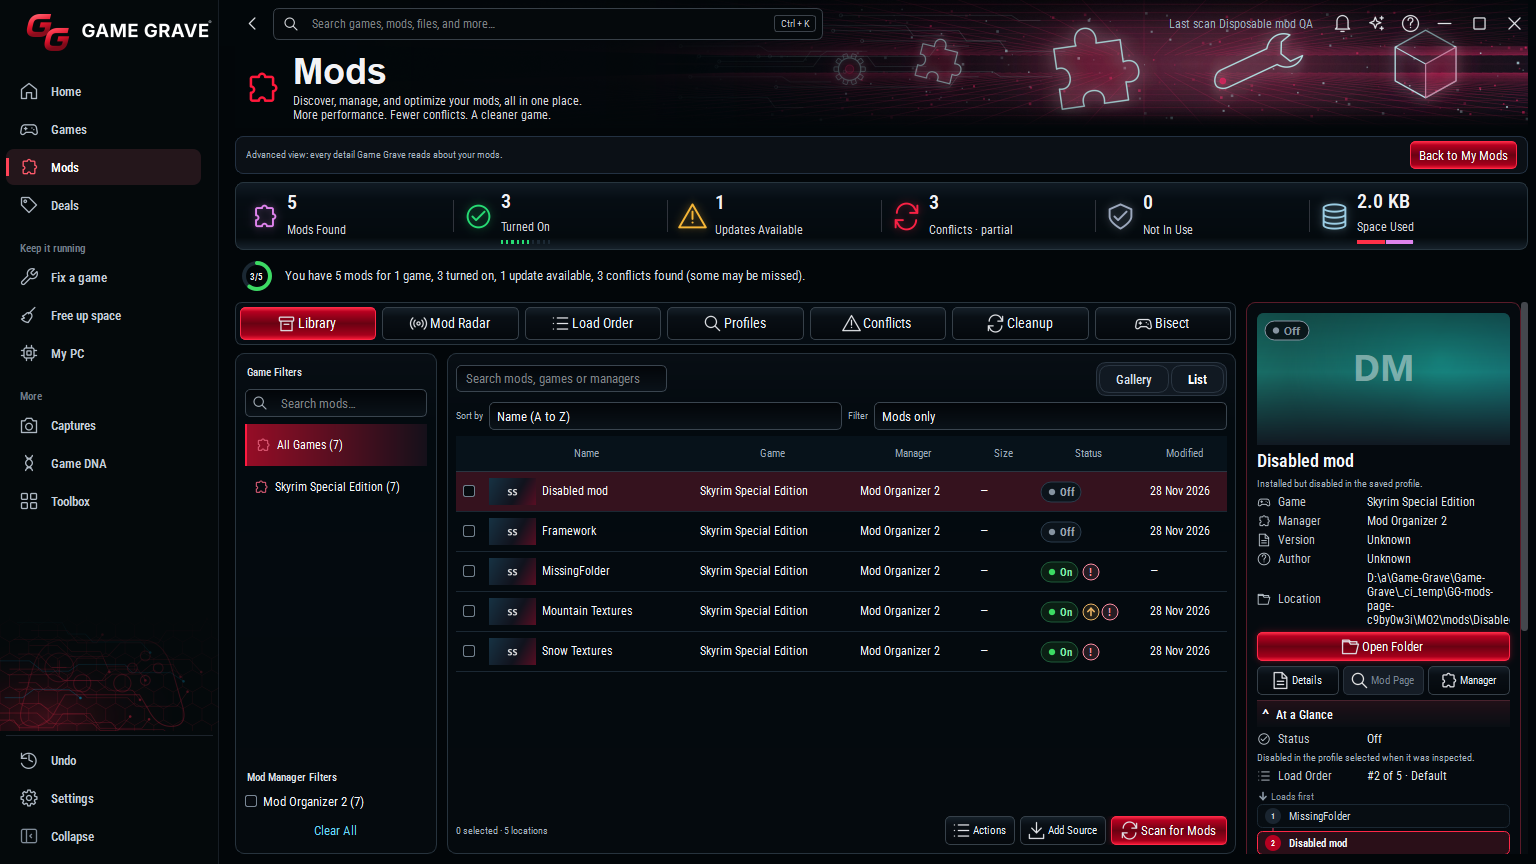 GG GAME GRAVE
Search games, mods, files, and more...
Ctrl + K
Last scan Disposable mod QA
Home
Games
Mods
Deals
Keep it running
Fix a game
Free up space
My PC
More
Captures
Game DNA
Toolbox
Undo
Settings
Collapse
Mods
Discover, manage, and optimize your mods, all in one place.
More performance. Fewer conflicts. A cleaner game.
Advanced view: every detail Game Grave reads about your mods.
Back to My Mods
5
Mods Found
3
Turned On
1
Updates Available
3
Conflicts · partial
0
Not In Use
2.0 KB
Space Used
3/5
You have 5 mods for 1 game, 3 turned on, 1 update available, 3 conflicts found (some may be missed).
Library
Mod Radar
Load Order
Profiles
Conflicts
Cleanup
Bisect
Game Filters
Search mods...
All Games (7)
Skyrim Special Edition (7)
Mod Manager Filters
Mod Organizer 2 (7)
Clear All
Search mods, games or managers
Gallery
List
Sort by
Name (A to Z)
Filter
Mods only
Name Game Manager Size Status Modified
SS Disabled mod Skyrim Special Edition Mod Organizer 2 – Off 28 Nov 2026
SS Framework Skyrim Special Edition Mod Organizer 2 – Off 28 Nov 2026
SS MissingFolder Skyrim Special Edition Mod Organizer 2 – On ! –
SS Mountain Textures Skyrim Special Edition Mod Organizer 2 – On ! 28 Nov 2026
SS Snow Textures Skyrim Special Edition Mod Organizer 2 – On ! 28 Nov 2026
0 selected · 5 locations
Actions
Add Source
Scan for Mods
Off
DM
Disabled mod
Installed but disabled in the saved profile.
Game Skyrim Special Edition
Manager Mod Organizer 2
Version Unknown
Author Unknown
Location
D:\a\Game-Grave\Game-
Grave\_ci_temp\GG-mods-
page-
c9by0w3i\MO2\mods\Disable
Open Folder
Details
Mod Page
Manager
^ At a Glance
Status Off
Disabled in the profile selected when it was inspected.
Load Order #2 of 5 · Default
Loads first
1 MissingFolder
2 Disabled mod